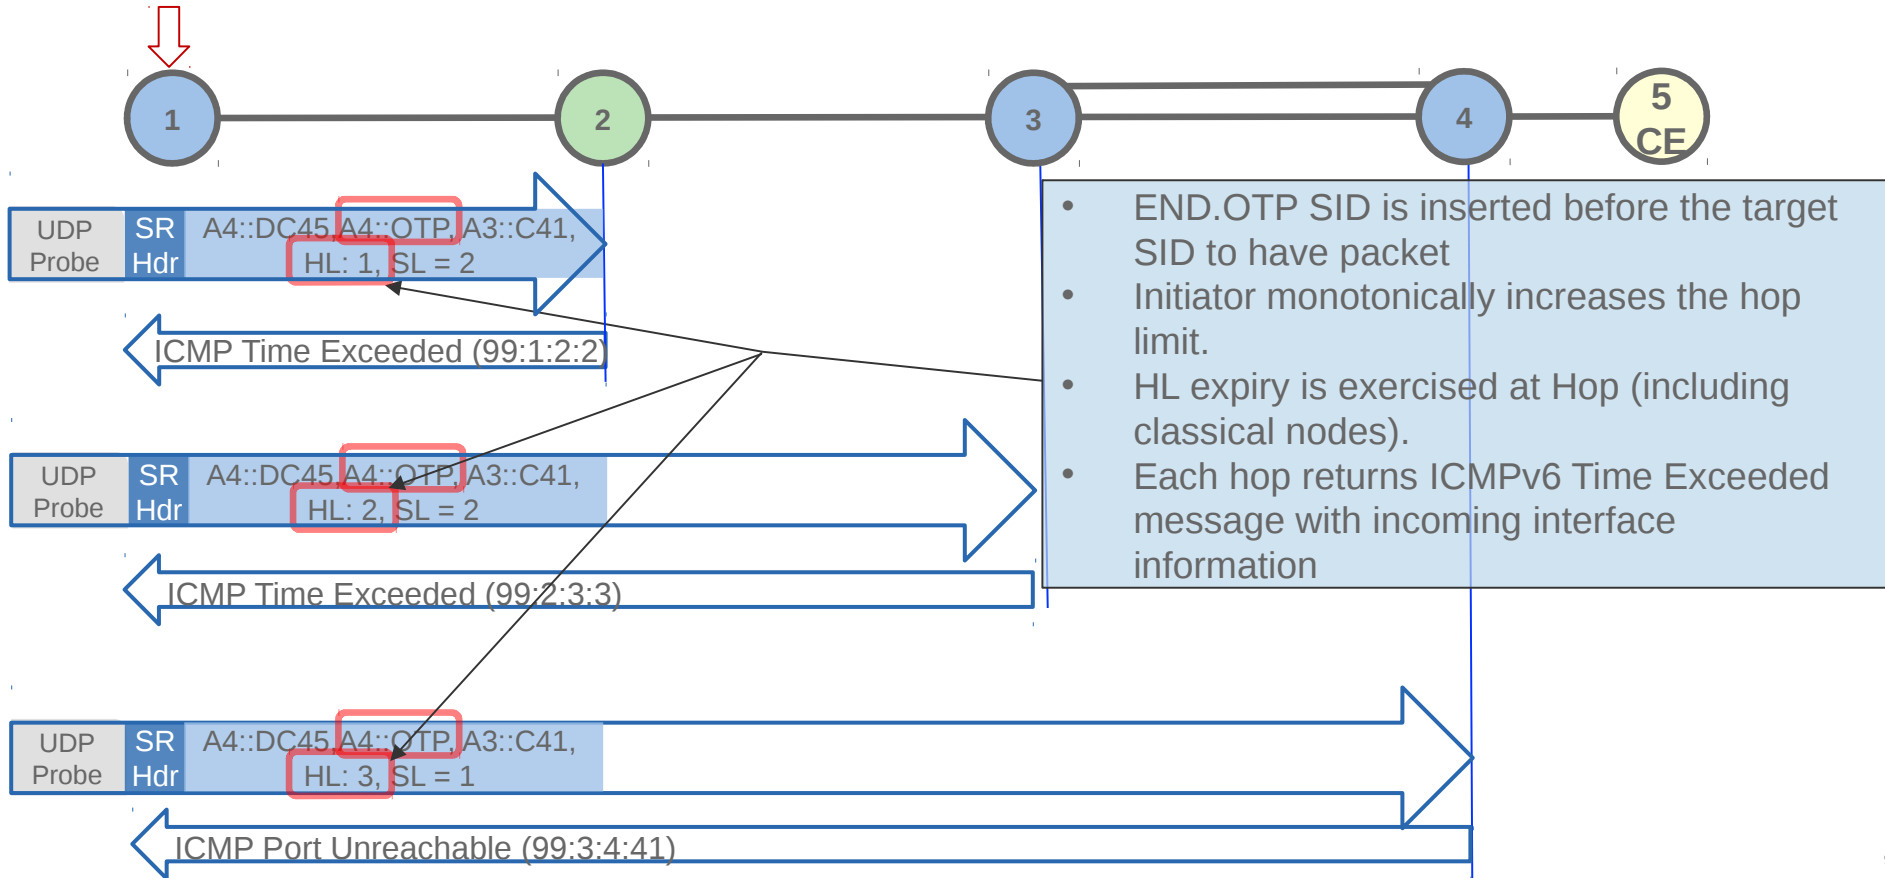 1
2
3
4
5
CE
UDP
Probe
SR
Hdr
A4::DC45,A4::OTP, A3::C41,
HL: 1, SL = 2
ICMP Time Exceeded (99:1:2:2)
UDP
Probe
SR
Hdr
A4::DC45,A4::OTP, A3::C41,
HL: 2, SL = 2
ICMP Time Exceeded (99:2:3:3)
UDP
Probe
SR
Hdr
A4::DC45,A4::OTP, A3::C41,
HL: 3, SL = 1
ICMP Port Unreachable (99:3:4:41)
• END.OTP SID is inserted before the target
SID to have packet
• Initiator monotonically increases the hop
limit.
• HL expiry is exercised at Hop (including
classical nodes).
• Each hop returns ICMPv6 Time Exceeded
message with incoming interface
information